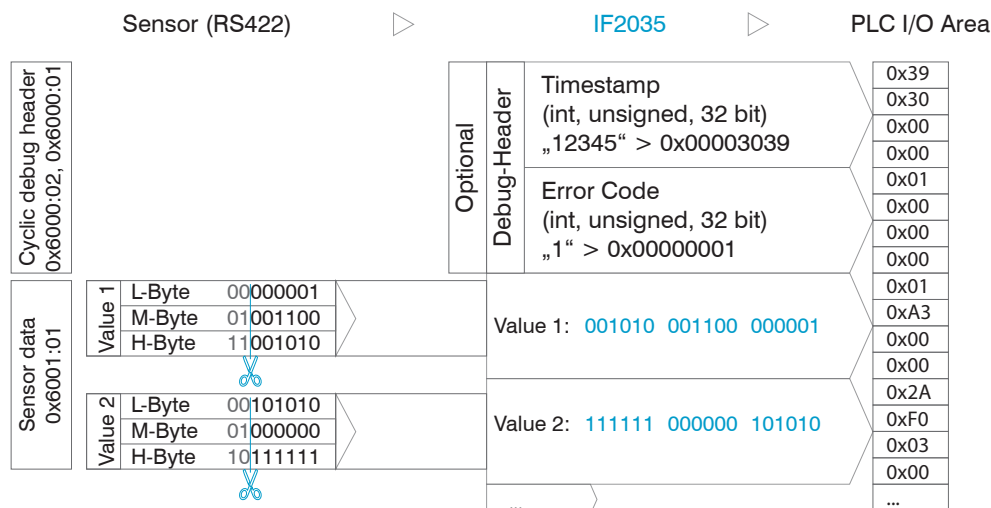 Sensor (RS422)
IF2035
PLC I/O Area
Cyclic debug header
0x6000:02, 0x6000:01
Optional
Debug-Header
Timestamp
(int, unsigned, 32 bit)
„12345“ > 0x00003039
Error Code
(int, unsigned, 32 bit)
„1“ > 0x00000001
0x39
0x30
0x00
0x00
0x01
0x00
0x00
0x00
Sensor data
0x6001:01
Value 1
L-Byte 00000001
M-Byte 01001100
H-Byte 11001010
Value 1: 001010 001100 000001
0x01
0xA3
0x00
0x00
Value 2
L-Byte 00101010
M-Byte 01000000
H-Byte 10111111
Value 2: 111111 000000 101010
0x2A
0xF0
0x03
0x00
...
...